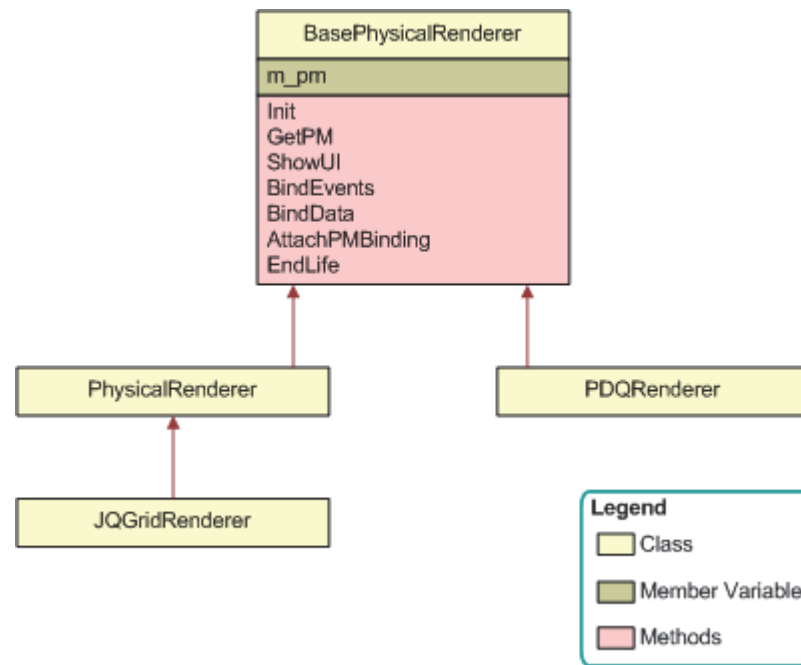 BasePhysicalRenderer
m_pm
Init
GetPM
ShowUI
BindEvents
BindData
AttachPMBinding
EndLife
PhysicalRenderer
PDQRenderer
JQGridRenderer
Legend
Class
Member Variable
Methods